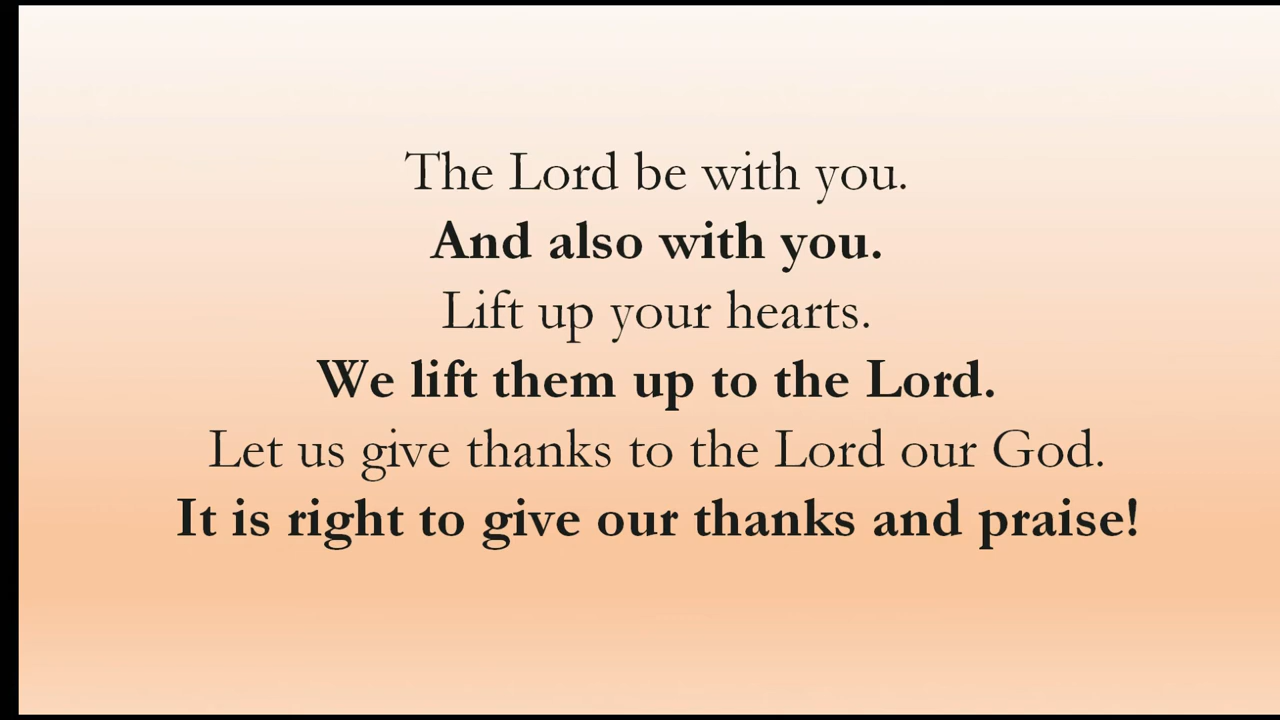 The Lord be with you.
And also with you.
Lift up your hearts.
We lift them up to the Lord.
Let us give thanks to the Lord our God.
It is right to give our thanks and praise!